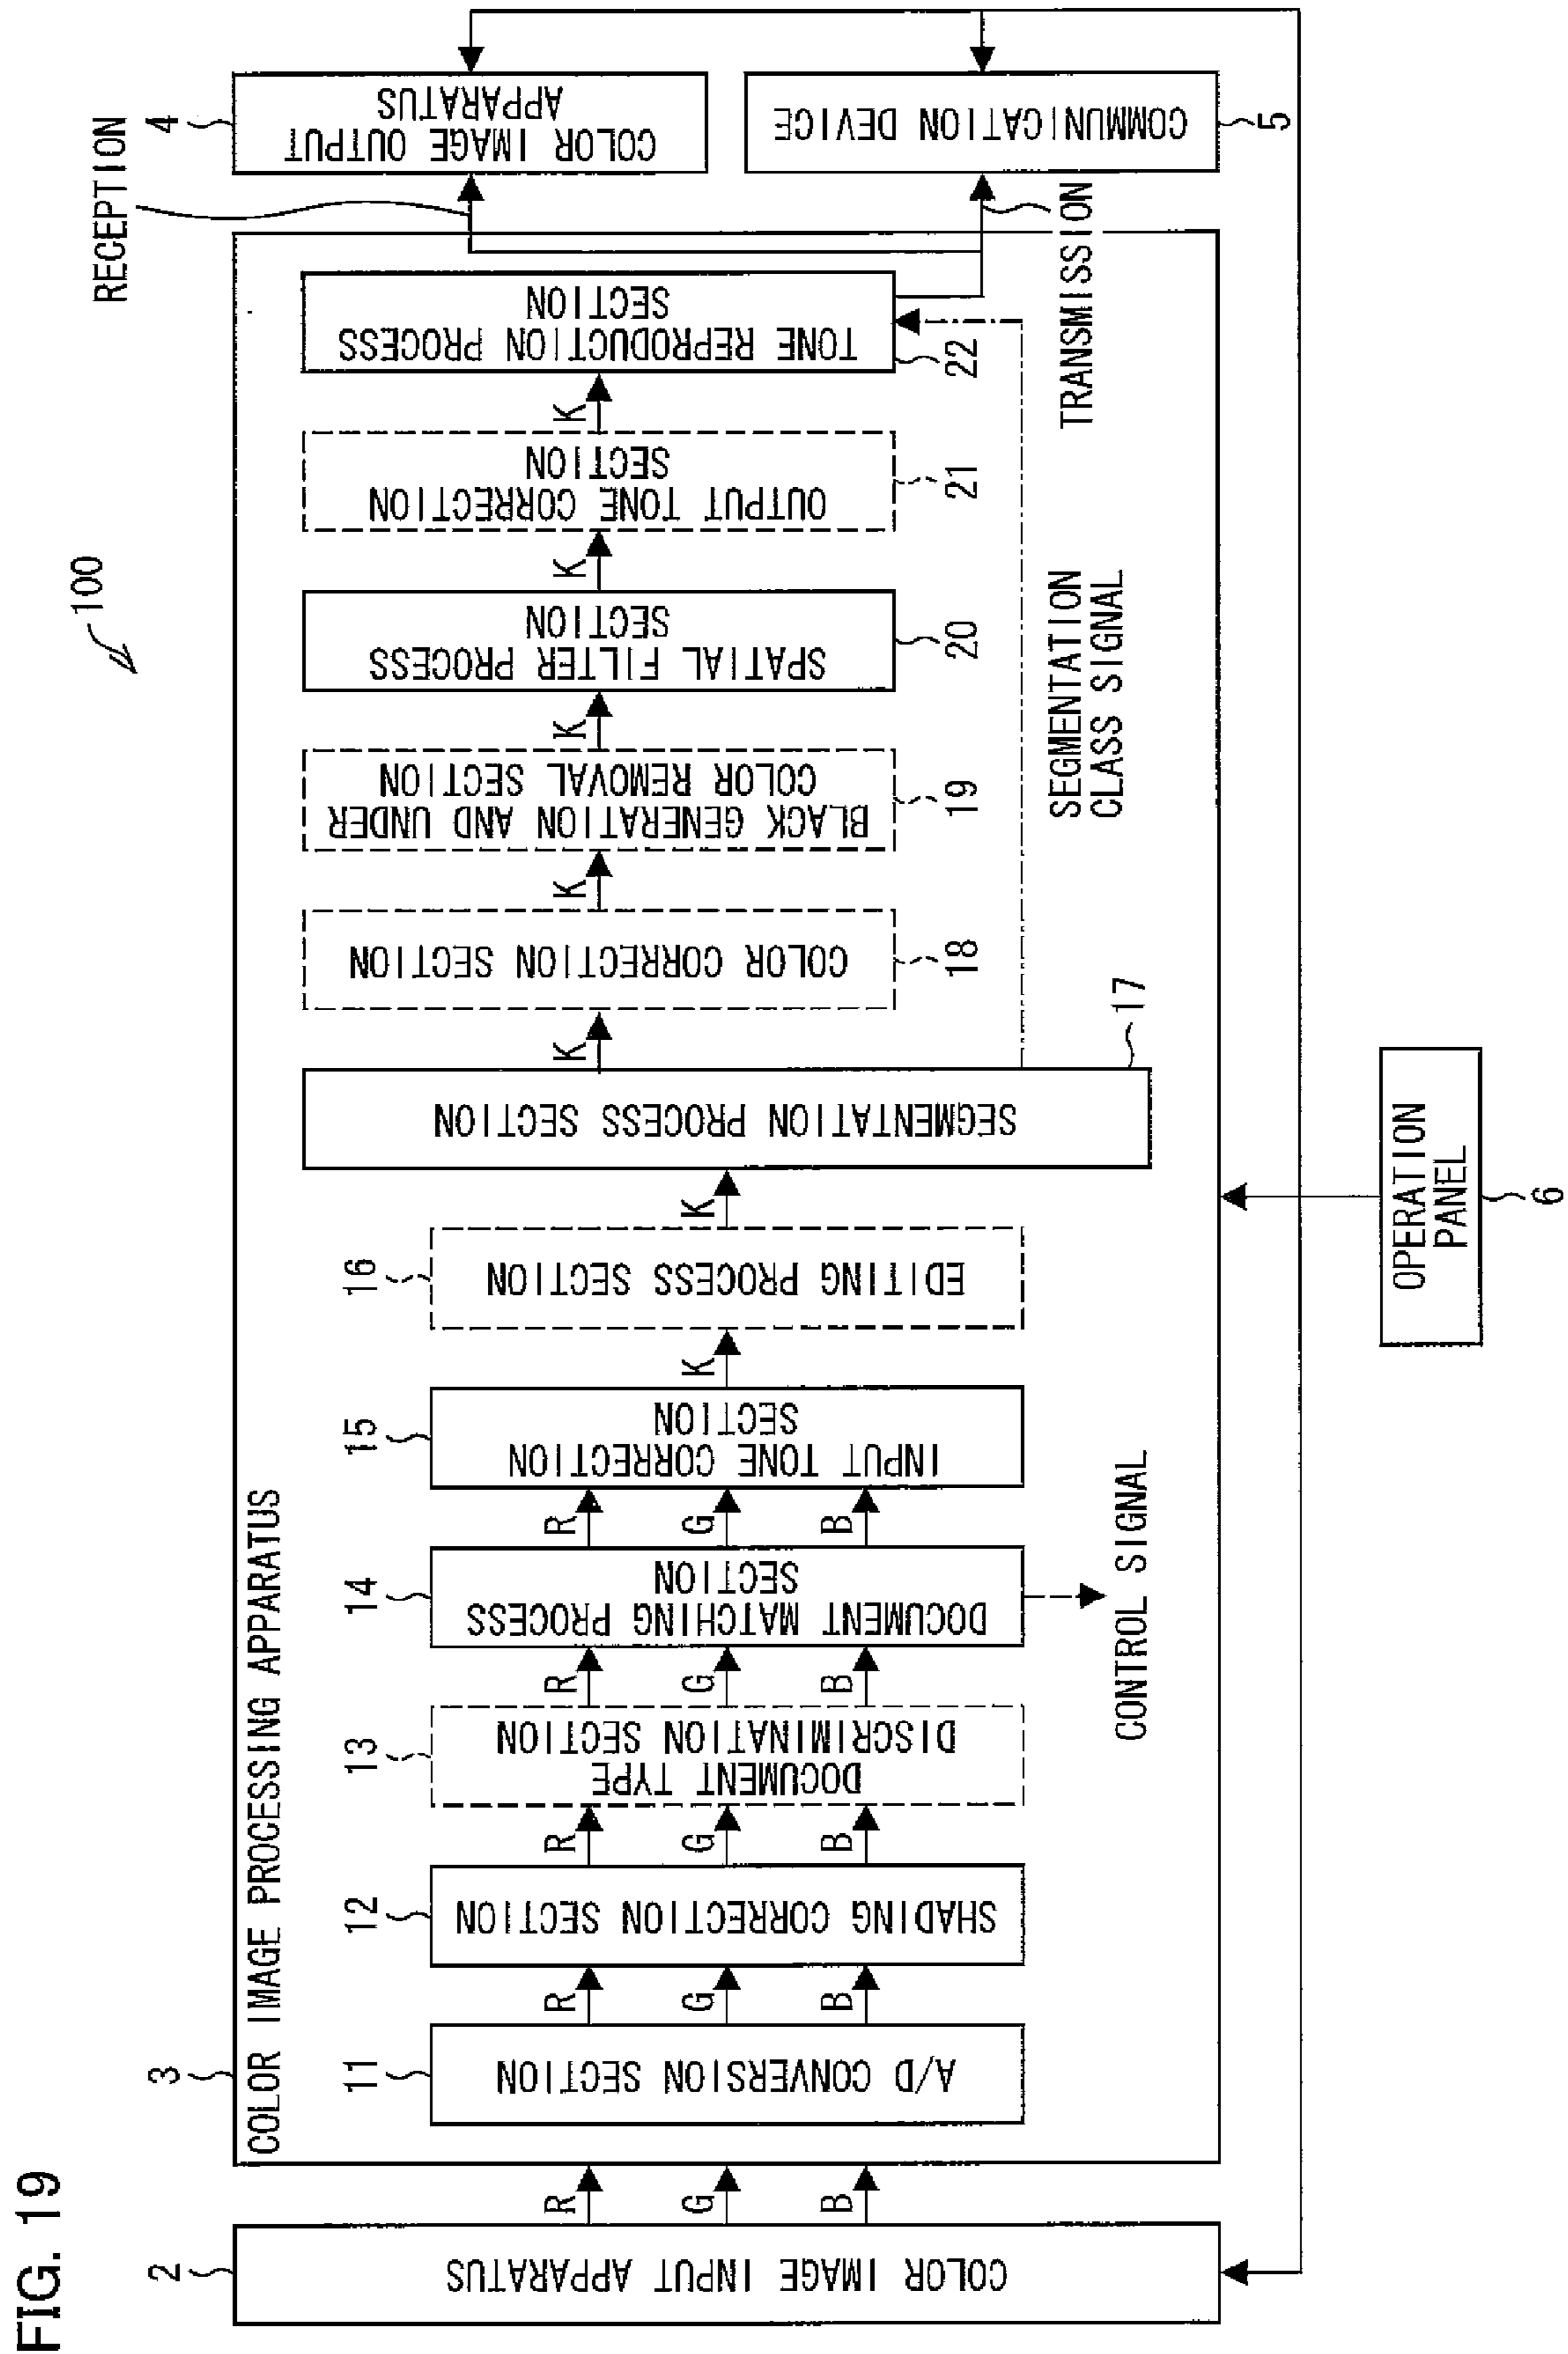 FIG. 19
100
2
COLOR IMAGE INPUT APPARATUS
R
G
B
3
COLOR IMAGE PROCESSING APPARATUS
11
A/D CONVERSION SECTION
R
G
B
12
SHADING CORRECTION SECTION
R
G
B
13
DOCUMENT TYPE
DISCRIMINATION SECTION
R
G
B
14
DOCUMENT MATCHING PROCESS
SECTION
CONTROL SIGNAL
R
G
B
15
INPUT TONE CORRECTION
SECTION
K
16
EDITING PROCESS SECTION
K
SEGMENTATION PROCESS SECTION
17
K
COLOR CORRECTION SECTION
18
K
BLACK GENERATION AND UNDER
COLOR REMOVAL SECTION
19
K
SPATIAL FILTER PROCESS
SECTION
20
K
OUTPUT TONE CORRECTION
SECTION
21
K
TONE REPRODUCTION PROCESS
SECTION
22
SEGMENTATION
CLASS SIGNAL
RECEPTION
TRANSMISSION
4
COLOR IMAGE OUTPUT
APPARATUS
COMMUNICATION DEVICE
5
OPERATION
PANEL
6